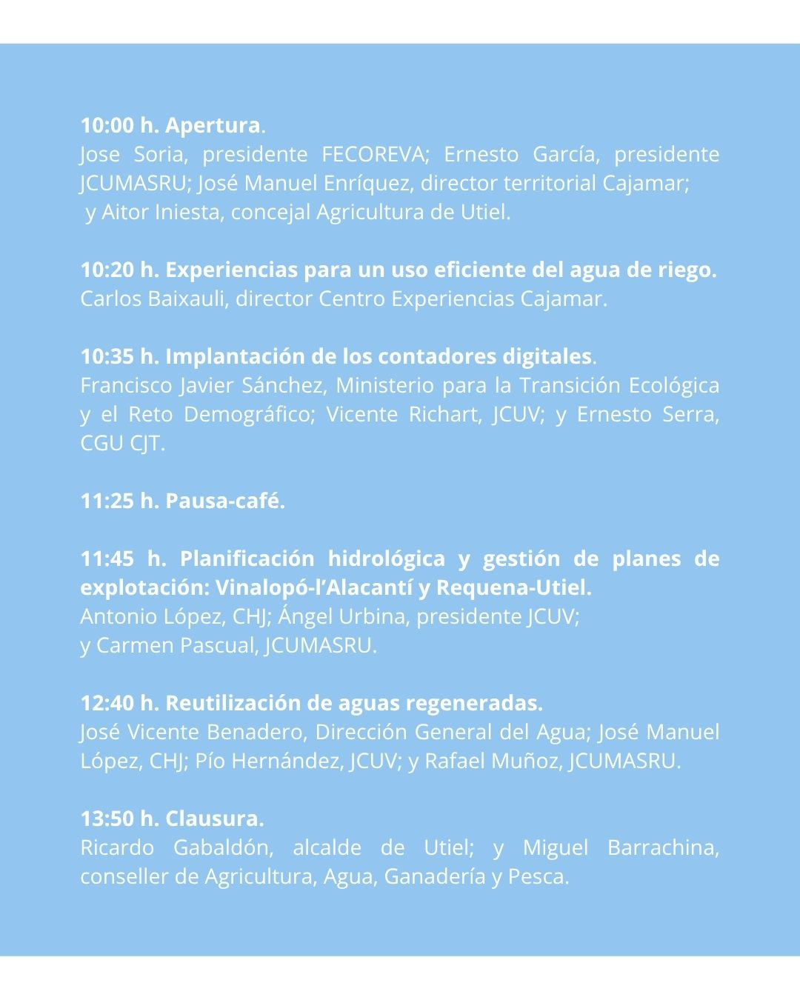 10:00 h. Apertura.
Jose Soria, presidente FECOREVA; Ernesto García, presidente
JCUMASRU; José Manuel Enríquez, director territorial Cajamar;
y Aitor Iniesta, concejal Agricultura de Utiel.
10:20 h. Experiencias para un uso eficiente del agua de riego.
Carlos Baixauli, director Centro Experiencias Cajamar.
10:35 h. Implantación de los contadores digitales.
Francisco Javier Sánchez, Ministerio para la Transición Ecológica
y el Reto Demográfico; Vicente Richart, JCUV; y Ernesto Serra,
CGU CJT.
11:25 h. Pausa-café.
11:45 h. Planificación hidrológica y gestión de planes de
explotación: Vinalopó-l’Alacantí y Requena-Utiel.
Antonio López, CHJ; Ángel Urbina, presidente JCUV;
y Carmen Pascual, JCUMASRU.
12:40 h. Reutilización de aguas regeneradas.
José Vicente Benadero, Dirección General del Agua; José Manuel
López, CHJ; Pío Hernández, JCUV; y Rafael Muñoz, JCUMASRU.
13:50 h. Clausura.
Ricardo Gabaldón, alcalde de Utiel; y Miguel Barrachina,
conseller de Agricultura, Agua, Ganadería y Pesca.